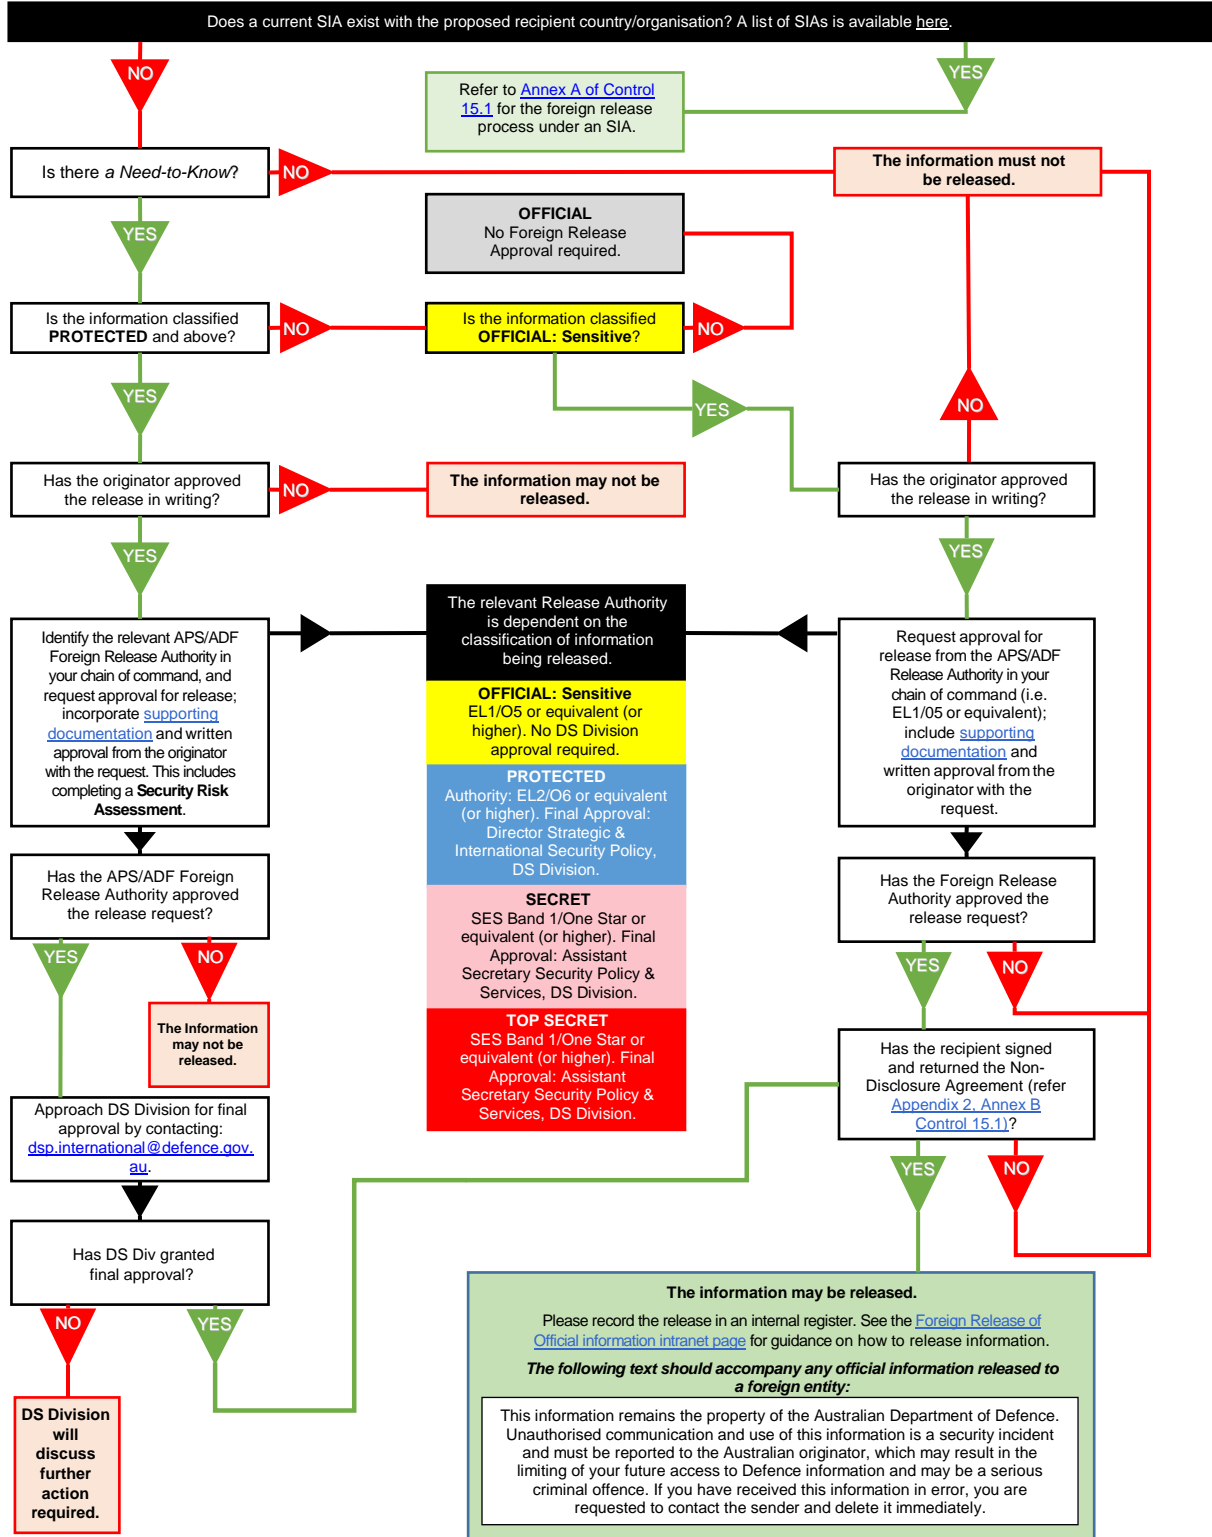 Does a current SIA exist with the proposed recipient country/organisation? A list of SIAs is available here.
NO
YES
Refer to Annex A of Control
15.1 for the foreign release
process under an SIA.
Is there a Need-to-Know?
NO
The information must not
be released.
YES
OFFICIAL
No Foreign Release
Approval required.
Is the information classified
PROTECTED and above?
NO
Is the information classified
OFFICIAL: Sensitive?
NO
YES
YES
NO
Has the originator approved
the release in writing?
NO
The information may not be
released.
Has the originator approved
the release in writing?
YES
YES
Identify the relevant APS/ADF
Foreign Release Authority in
your chain of command, and
request approval for release;
incorporate supporting
documentation and written
approval from the originator
with the request. This includes
completing a Security Risk
Assessment.
The relevant Release Authority
is dependent on the
classification of information
being released.
OFFICIAL: Sensitive
EL1/O5 or equivalent (or
higher). No DS Division
approval required.
PROTECTED
Authority: EL2/O6 or equivalent
(or higher). Final Approval:
Director Strategic &
International Security Policy,
DS Division.
SECRET
SES Band 1/One Star or
equivalent (or higher). Final
Approval: Assistant
Secretary Security Policy &
Services, DS Division.
TOP SECRET
SES Band 1/One Star or
equivalent (or higher). Final
Approval: Assistant
Secretary Security Policy &
Services, DS Division.
Request approval for
release from the APS/ADF
Release Authority in your
chain of command (i.e.
EL1/05 or equivalent);
include supporting
documentation and
written approval from the
originator with the
request.
Has the APS/ADF Foreign
Release Authority approved
the release request?
Has the Foreign Release
Authority approved the
release request?
YES
NO
YES
NO
The Information
may not be
released.
Has the recipient signed
and returned the Non-
Disclosure Agreement (refer
Appendix 2, Annex B
Control 15.1)?
Approach DS Division for final
approval by contacting:
dsp.international@defence.gov.
au.
YES
NO
Has DS Div granted
final approval?
NO
YES
DS Division
will
discuss
further
action
required.
The information may be released.
Please record the release in an internal register. See the Foreign Release of
Official information intranet page for guidance on how to release information.
The following text should accompany any official information released to
a foreign entity:
This information remains the property of the Australian Department of Defence.
Unauthorised communication and use of this information is a security incident
and must be reported to the Australian originator, which may result in the
limiting of your future access to Defence information and may be a serious
criminal offence. If you have received this information in error, you are
requested to contact the sender and delete it immediately.